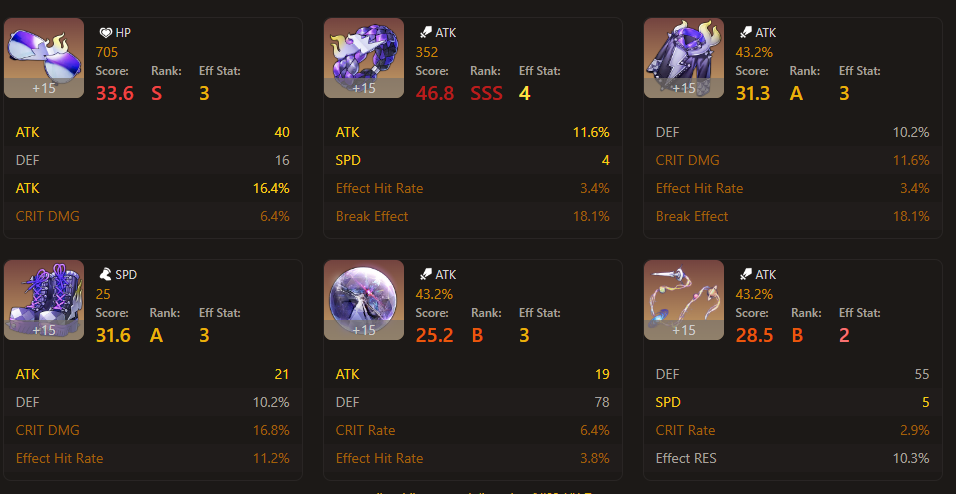 HP
705
Score: Rank: Eff Stat:
33.6 S 3
+15
ATK 40
DEF 16
ATK 16.4%
CRIT DMG 6.4%
ATK
352
Score: Rank: Eff Stat:
46.8 SSS 4
+15
ATK 11.6%
SPD 4
Effect Hit Rate 3.4%
Break Effect 18.1%
ATK
43.2%
Score: Rank: Eff Stat:
31.3 A 3
+15
DEF 10.2%
CRIT DMG 11.6%
Effect Hit Rate 3.4%
Break Effect 18.1%
SPD
25
Score: Rank: Eff Stat:
31.6 A 3
+15
ATK 21
DEF 10.2%
CRIT DMG 16.8%
Effect Hit Rate 11.2%
ATK
43.2%
Score: Rank: Eff Stat:
25.2 B 3
+15
ATK 19
DEF 78
CRIT Rate 6.4%
Effect Hit Rate 3.8%
ATK
43.2%
Score: Rank: Eff Stat:
28.5 B 2
+15
DEF 55
SPD 5
CRIT Rate 2.9%
Effect RES 10.3%